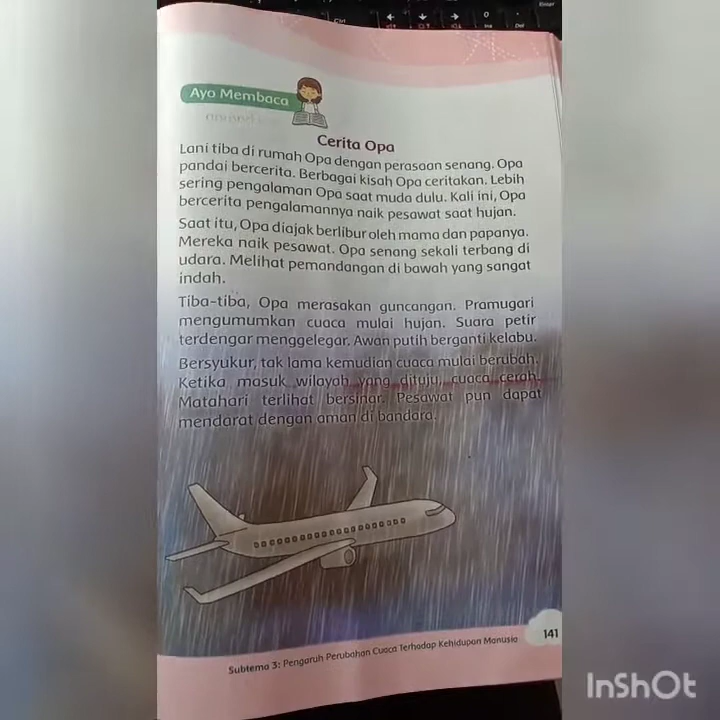 Ayo Membaca
Cerita Opa
Lani tiba di rumah Opa dengan perasaan senang. Opa
pandai bercerita. Berbagai kisah Opa ceritakan. Lebih
sering pengalaman Opa saat muda dulu. Kali ini, Opa
bercerita pengalamannya naik pesawat saat hujan.
Saat itu, Opa diajak berlibur oleh mama dan papanya.
Mereka naik pesawat. Opa senang sekali terbang di
udara. Melihat pemandangan di bawah yang sangat
indah.
Tiba-tiba, Opa merasakan guncangan. Pramugari
mengumumkan cuaca mulai hujan. Suara petir
terdengar menggelegar. Awan putih berganti kelabu.
Bersyukur, tak lama kemudian cuaca mulai berubah.
Ketika masuk wilayah yang dituju, cuaca cerah.
Matahari terlihat bersinar. Pesawat pun dapat
mendarat dengan aman di bandara.
Subtema 3: Pengaruh Perubahan Cuaca Terhadap Kehidupan Manusia
141
InShOt